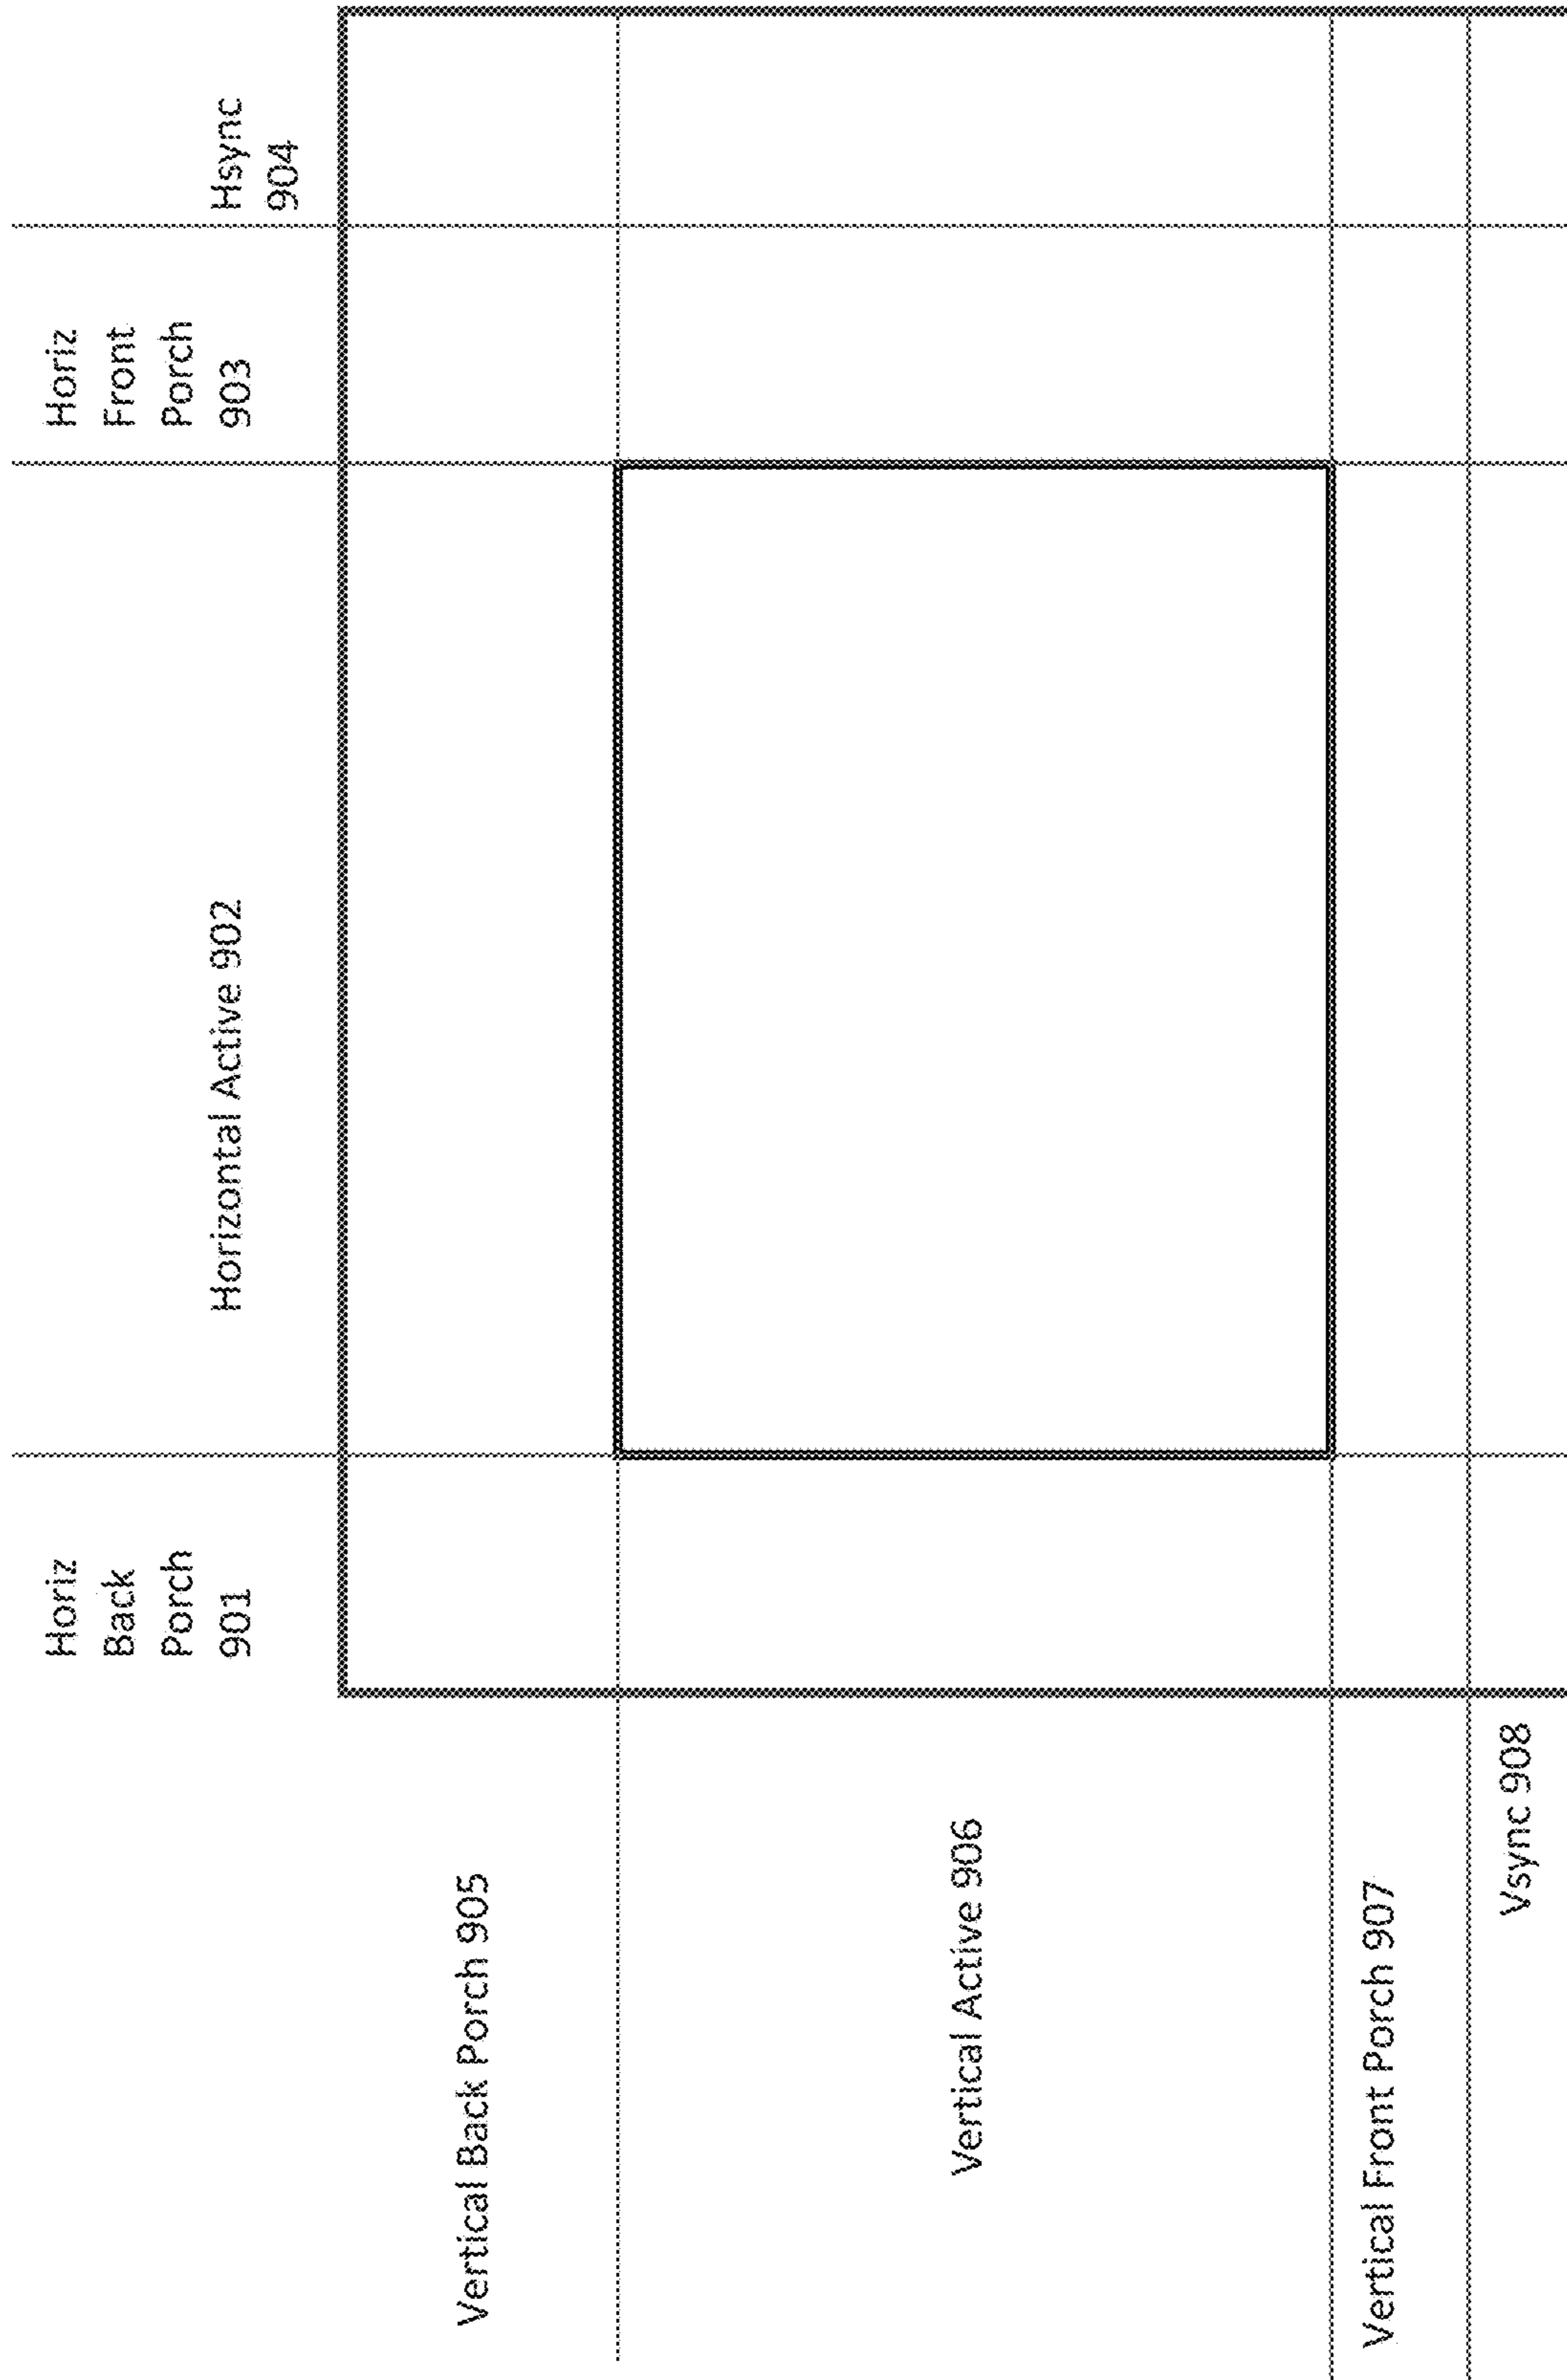 Horiz
Back
Porch
901
Horizontal Active 902
Horiz
Front
Porch
903
Hsync
904
Vertical Back Porch 905
Vertical Active 906
Vertical Front Porch 907
Vsync 908